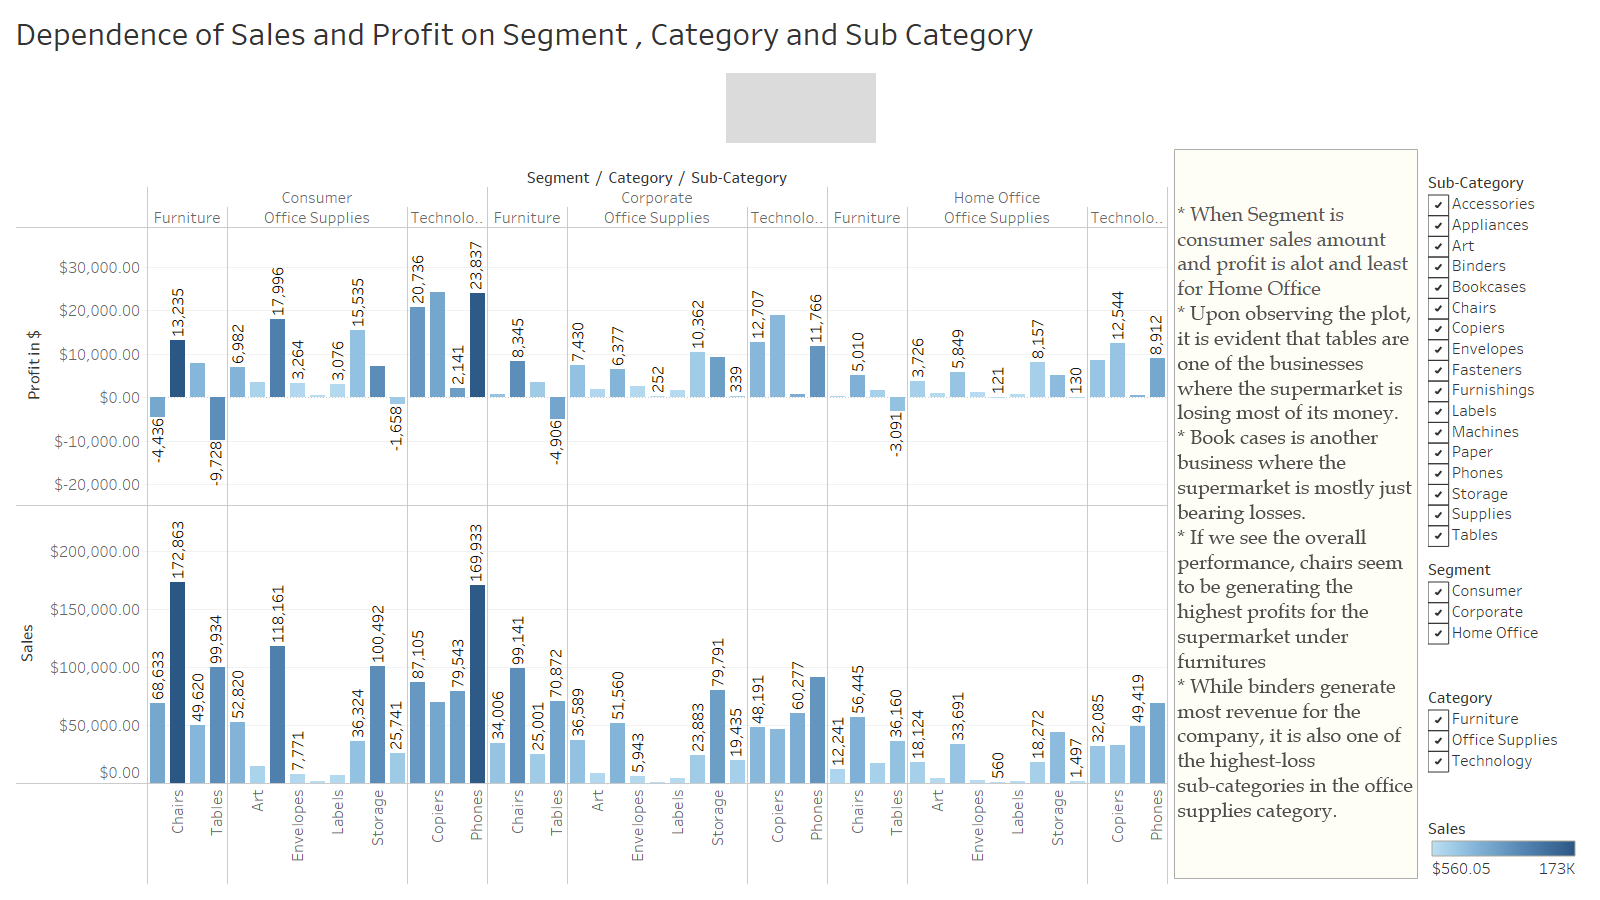 Dependence of Sales and Profit on Segment , Category and Sub Category
Segment / Category / Sub-Category
Consumer Corporate Home Office
Furniture Office Supplies Technolo.. Furniture Office Supplies Technolo.. Furniture Office Supplies Technolo..
Profit in $
$30,000.00
$20,000.00
$10,000.00
$0.00
$-10,000.00
$-20,000.00
-4,436 13,235 -9,728 6,982 17,996 3,264 3,076 15,535 -1,658 20,736 2,141 23,837 8,345 -4,906 7,430 6,377 252 10,362 339 12,707 11,766 5,010 -3,091 3,726 5,849 121 8,157 130 12,544 8,912
Sales
$200,000.00
$150,000.00
$100,000.00
$50,000.00
$0.00
68,633 172,863 49,620 99,934 52,820 118,161 7,771 36,324 100,492 25,741 87,105 79,543 169,933 34,006 99,141 25,001 70,872 36,589 51,560 5,943 23,883 79,791 19,435 48,191 60,277 12,241 56,445 36,160 18,124 33,691 560 18,272 1,497 32,085 49,419
Chairs Tables Art Envelopes Labels Storage Copiers Phones Chairs Tables Art Envelopes Labels Storage Copiers Phones Chairs Tables Art Envelopes Labels Storage Copiers Phones
* When Segment is
consumer sales amount
and profit is alot and least
for Home Office
* Upon observing the plot,
it is evident that tables are
one of the businesses
where the supermarket is
losing most of its money.
* Book cases is another
business where the
supermarket is mostly just
bearing losses.
* If we see the overall
performance, chairs seem
to be generating the
highest profits for the
supermarket under
furnitures
* While binders generate
most revenue for the
company, it is also one of
the highest-loss
sub-categories in the office
supplies category.
Sub-Category
Accessories
Appliances
Art
Binders
Bookcases
Chairs
Copiers
Envelopes
Fasteners
Furnishings
Labels
Machines
Paper
Phones
Storage
Supplies
Tables
Segment
Consumer
Corporate
Home Office
Category
Furniture
Office Supplies
Technology
Sales
$560.05 173K